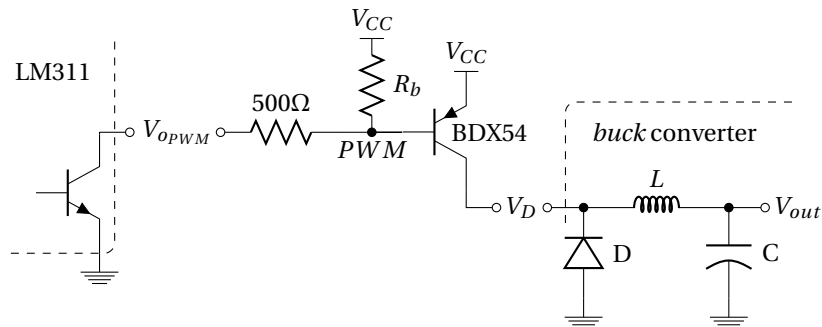 V_CC
V_CC
LM311
R_b
500Ω
V_oPWM
PWM
BDX54
buck converter
L
V_D
V_out
D
C